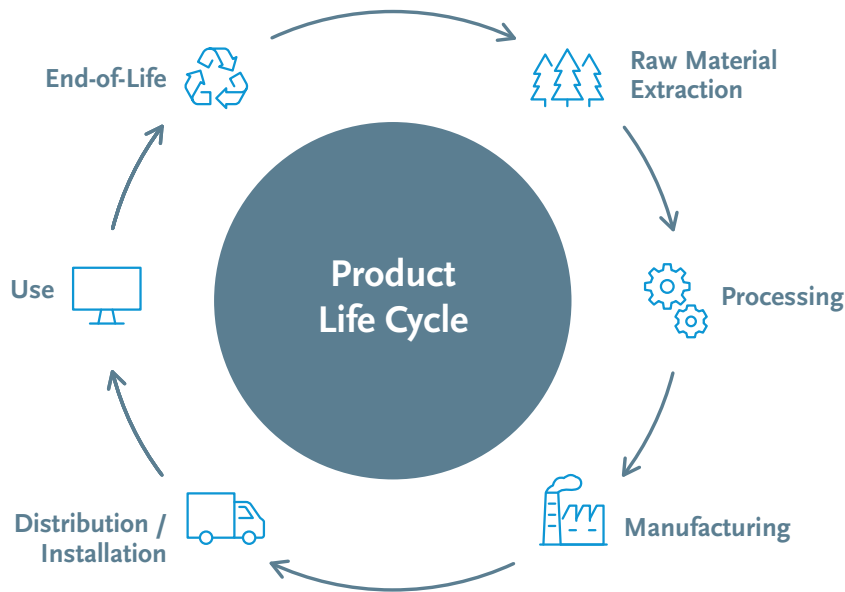 End-of-Life
Raw Material
Extraction
Use
Product
Life Cycle
Processing
Distribution /
Installation
Manufacturing